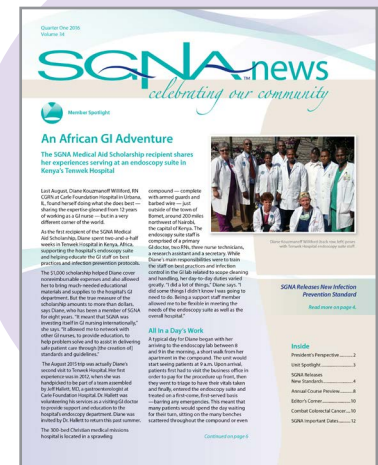 Quarter One 2016
Volume 34
SGNA news
TM
celebrating our community
Member Spotlight
An African GI Adventure
The SGNA Medical Aid Scholarship recipient shares
her experiences serving at an endoscopy suite in
Kenya's Tenwek Hospital
Last August, Diane Kouzmanoff Williford, RN
CGRN at Carle Foundation Hospital in Urbana,
IL, found herself doing what she does best —
sharing the expertise gleaned from 12 years
of working as a GI nurse — but in a very
different corner of the world.
As the first recipient of the SGNA Medical
Aid Scholarship, Diane spent two-and-a-half
weeks in Tenwek Hospital in Kenya, Africa,
supporting the hospital's endoscopy suite
and helping educate the GI staff on best
practices and infection prevention protocols.
The $1,000 scholarship helped Diane cover
nonreimbursable expenses and also allowed
her to bring much-needed educational
materials and supplies to the hospital's GI
department. But the true measure of the
scholarship amounts to more than dollars,
says Diane, who has been a member of SGNA
for eight years. "It meant that SGNA was
investing itself in GI nursing internationally,"
she says. "It allowed me to network with
other GI nurses, to provide education, to
help problem solve and to assist in delivering
safe patient care through [the creation of]
standards and guidelines."
The August 2015 trip was actually Diane's
second visit to Tenwek Hospital. Her first
experience was in 2012, when she was
handpicked to be part of a team assembled
by Jeff Hallett, MD, a gastroenterologist at
Carle Foundation Hospital. Dr. Hallett was
volunteering his services as a visiting GI doctor
to provide support and education to the
hospital's endoscopy department. Diane was
invited by Dr. Hallett to return this past summer.
The 300-bed Christian medical missionary
hospital is located in a sprawling
compound — complete
with armed guards and
barbed wire — just
outside of the town of
Bomet, around 200 miles
northwest of Nairobi,
the capital of Kenya. The
endoscopy suite staff is
comprised of a primary
GI doctor, two RNs, three nurse technicians,
a research assistant and a secretary. While
Diane's main responsibilities were to train
the staff on best practices and infection
control in the GI lab related to scope cleaning
and handling, her day-to-day duties varied
greatly. "I did a lot of things," Diane says. "I
did some things I didn't know I was going to
need to do. Being a support staff member
allowed me to be flexible in meeting the
needs of the endoscopy suite as well as the
overall hospital."
All In a Day's Work
A typical day for Diane began with her
arriving to the endoscopy lab between 8
and 9 in the morning, a short walk from her
apartment in the compound. The unit would
start seeing patients at 9 a.m. Upon arrival,
patients first had to visit the business office in
order to pay for the procedure up front, then
they went to triage to have their vitals taken
and finally, entered the endoscopy suite and
treated on a first-come, first-served basis
—barring any emergencies. This meant that
many patients would spend the day waiting
for their turn, sitting on the many benches
scattered throughout the compound or even
Continued on page 6
Diane Kouzmanoff Williford (back row, left) poses
with Tenwek Hospital endoscopy suite staff.
SGNA Releases New Infection
Prevention Standard
Read more on page 4.
Inside
President's Perspective..........2
Unit Spotlight..........3
SGNA Releases
New Standards..........4
Annual Course Preview..........8
Editor's Corner..........10
Combat Colorectal Cancer...10
SGNA Important Dates..........12